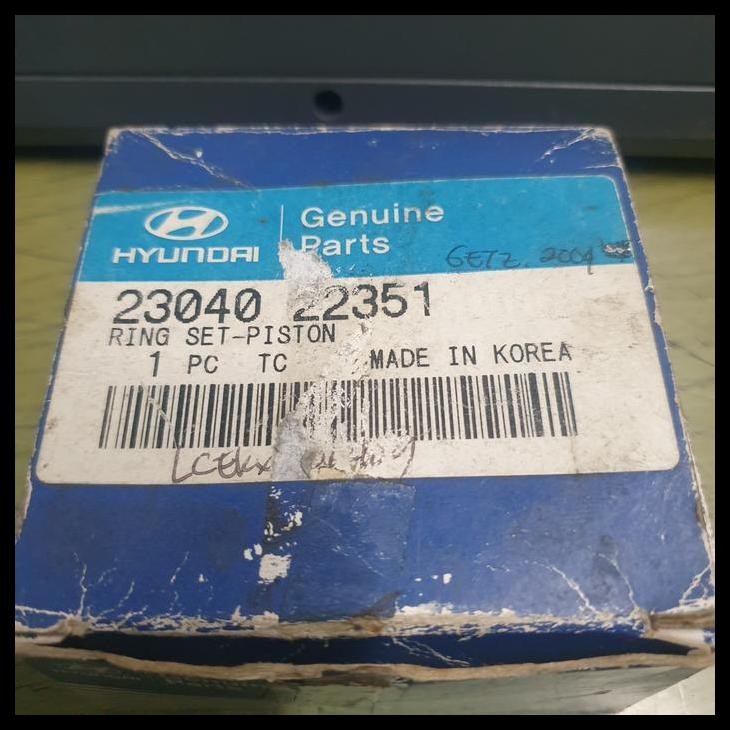 HYUNDAI
Genuine
Parts
GETZ. 2004
23040 22351
RING SET-PISTON
1 PC TC MADE IN KOREA